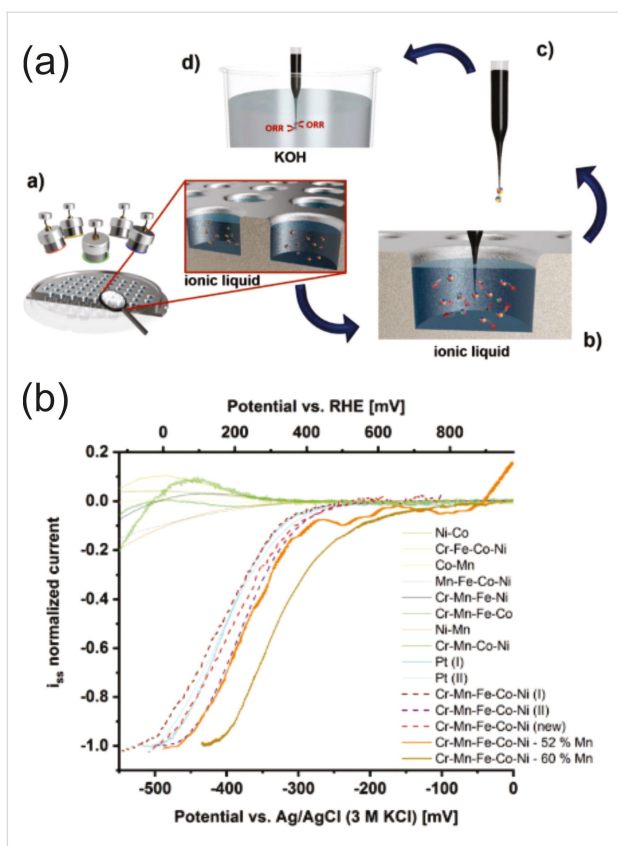 (a)
d)
c)
ORR
ORR
KOH
a)
ionic liquid
ionic liquid
b)
(b)
Potential vs. RHE [mV]
0 200 400 600 800
0.2
0.0
-0.2
-0.4
-0.6
-0.8
-1.0
i_ss normalized current
Ni-Co
Cr-Fe-Co-Ni
Co-Mn
Mn-Fe-Co-Ni
Cr-Mn-Fe-Ni
Cr-Mn-Fe-Co
Ni-Mn
Cr-Mn-Co-Ni
Pt (I)
Pt (II)
Cr-Mn-Fe-Co-Ni (I)
Cr-Mn-Fe-Co-Ni (II)
Cr-Mn-Fe-Co-Ni (new)
Cr-Mn-Fe-Co-Ni - 52 % Mn
Cr-Mn-Fe-Co-Ni - 60 % Mn
-500 -400 -300 -200 -100 0
Potential vs. Ag/AgCl (3 M KCl) [mV]